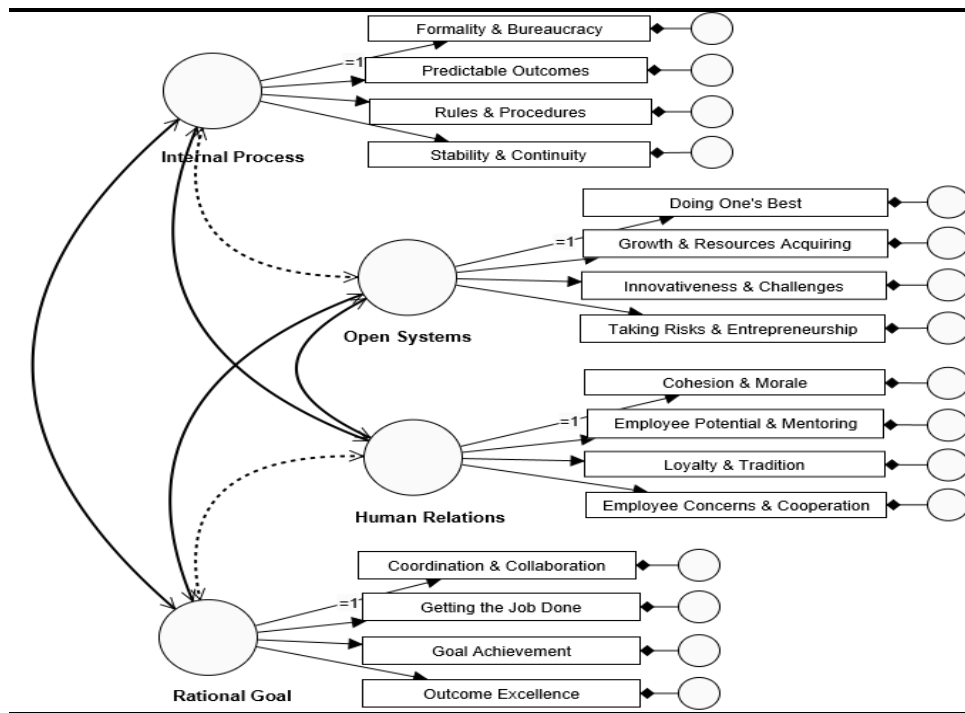 Formality & Bureaucracy
=1
Predictable Outcomes
Rules & Procedures
Stability & Continuity
Internal Process
Doing One's Best
=1
Growth & Resources Acquiring
Innovativeness & Challenges
Taking Risks & Entrepreneurship
Open Systems
Cohesion & Morale
=1
Employee Potential & Mentoring
Loyalty & Tradition
Employee Concerns & Cooperation
Human Relations
Coordination & Collaboration
=1
Getting the Job Done
Goal Achievement
Outcome Excellence
Rational Goal